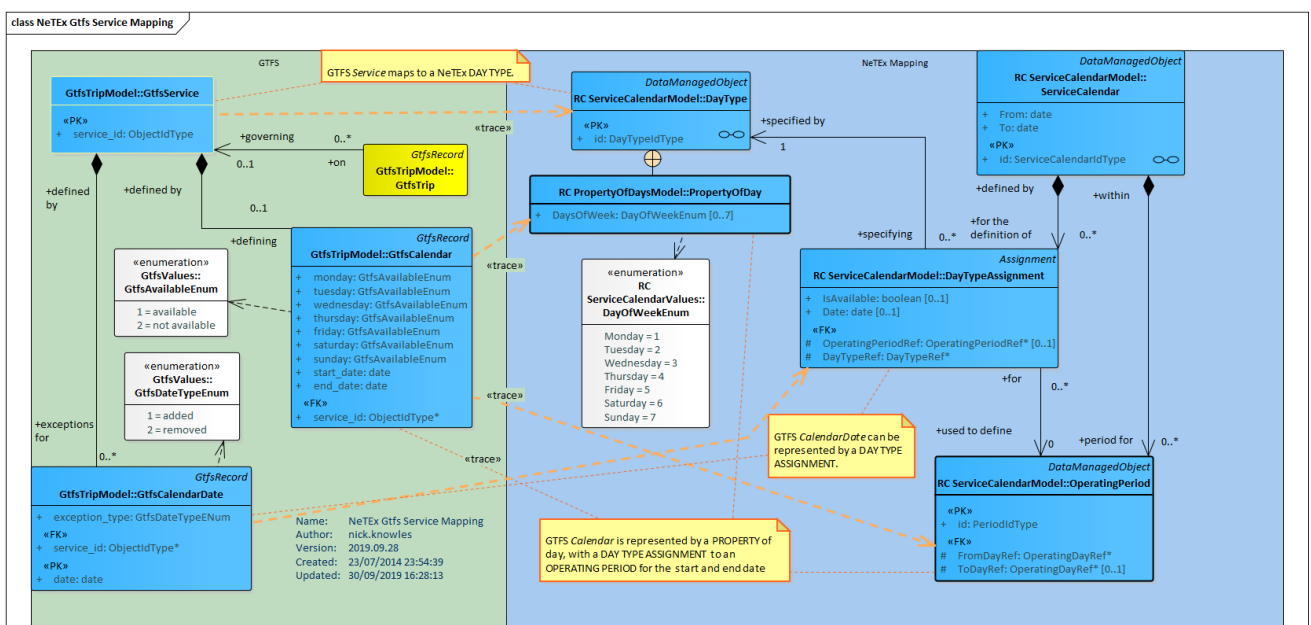 class NeTEx Gtfs Service Mapping
GTFS
GTFS Service maps to a NeTEx DAY TYPE.
NeTEx Mapping
GtfsTripModel::GtfsService
«PK»
+ service_id: ObjectIdType
DataManagedObject
RC ServiceCalendarModel::DayType
«PK»
+ id: DayTypeIdType
DataManagedObject
RC ServiceCalendarModel::
ServiceCalendar
+ From: date
+ To: date
«PK»
+ id: ServiceCalendarIdType
«trace»
+governing
0..*
0..1
+on
GtfsRecord
GtfsTripModel::
GtfsTrip
+specified by
1
+defined
by
+defined by
0..1
+defining
RC PropertyOfDaysModel::PropertyOfDay
+ DaysOfWeek: DayOfWeekEnum [0..7]
+defined by
+within
+for the
definition of
0..*
+specifying
0..*
GtfsRecord
GtfsTripModel::GtfsCalendar
+ monday: GtfsAvailableEnum
+ tuesday: GtfsAvailableEnum
+ wednesday: GtfsAvailableEnum
+ thursday: GtfsAvailableEnum
+ friday: GtfsAvailableEnum
+ saturday: GtfsAvailableEnum
+ sunday: GtfsAvailableEnum
+ start_date: date
+ end_date: date
«FK»
+ service_id: ObjectIdType*
«trace»
«enumeration»
GtfsValues::
GtfsAvailableEnum
1 = available
2 = not available
«enumeration»
RC
ServiceCalendarValues::
DayOfWeekEnum
Monday = 1
Tuesday = 2
Wednesday = 3
Thursday = 4
Friday = 5
Saturday = 6
Sunday = 7
Assignment
RC ServiceCalendarModel::DayTypeAssignment
+ IsAvailable: boolean [0..1]
+ Date: date [0..1]
«FK»
# OperatingPeriodRef: OperatingPeriodRef* [0..1]
# DayTypeRef: DayTypeRef*
«enumeration»
GtfsValues::
GtfsDateTypeEnum
1 = added
2 = removed
«trace»
+for
0..*
+exceptions
for
0..*
«trace»
GTFS CalendarDate can be
represented by a DAY TYPE
ASSIGNMENT.
+used to define
0
+period for
0..*
GtfsRecord
GtfsTripModel::GtfsCalendarDate
+ exception_type: GtfsDateTypeENum
«FK»
+ service_id: ObjectIdType*
«PK»
+ date: date
Name: NeTEx Gtfs Service Mapping
Author: nick.knowles
Version: 2019.09.28
Created: 23/07/2014 23:54:39
Updated: 30/09/2019 16:28:13
GTFS Calendar is represented by a PROPERTY of
day, with a DAY TYPE ASSIGNMENT to an
OPERATING PERIOD for the start and end date
DataManagedObject
RC ServiceCalendarModel::OperatingPeriod
«PK»
+ id: PeriodIdType
«FK»
# FromDayRef: OperatingDayRef*
# ToDayRef: OperatingDayRef* [0..1]